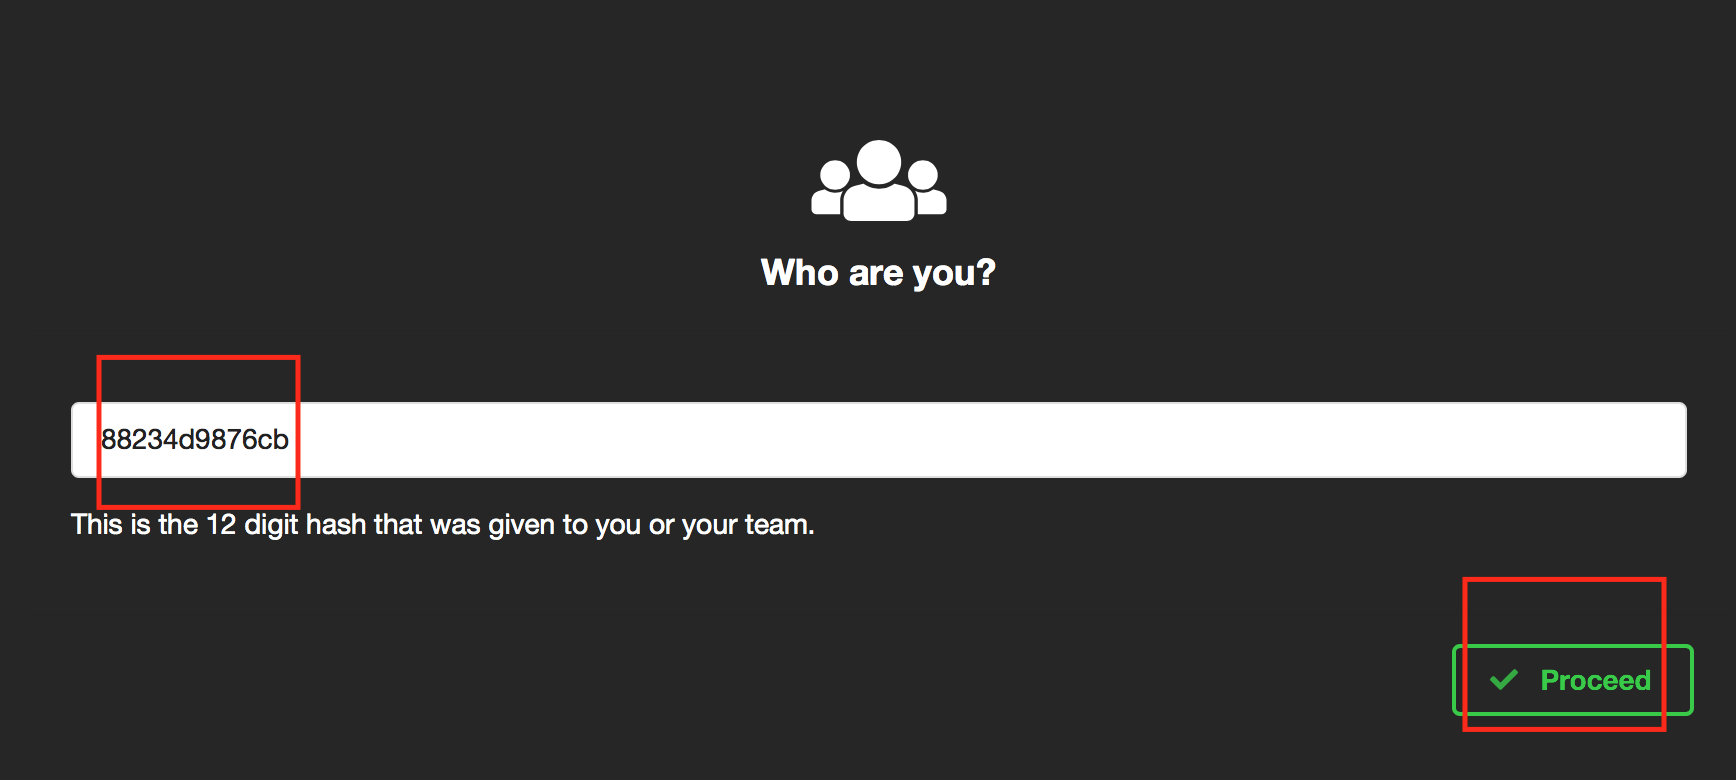 Who are you?
88234d9876cb
This is the 12 digit hash that was given to you or your team.
Proceed